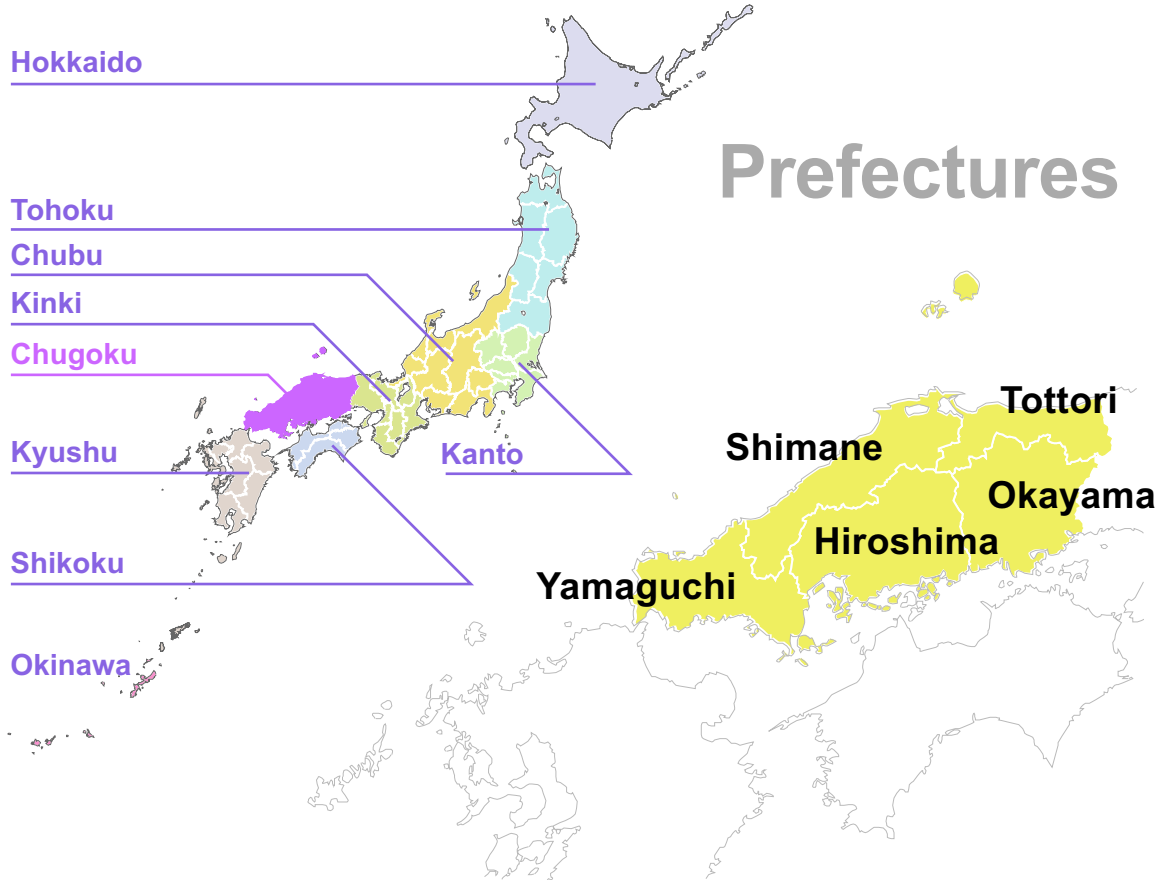 Hokkaido
Prefectures
Tohoku
Chubu
Kinki
Chugoku
Kyushu
Kanto
Shikoku
Okinawa
Tottori
Shimane
Okayama
Hiroshima
Yamaguchi